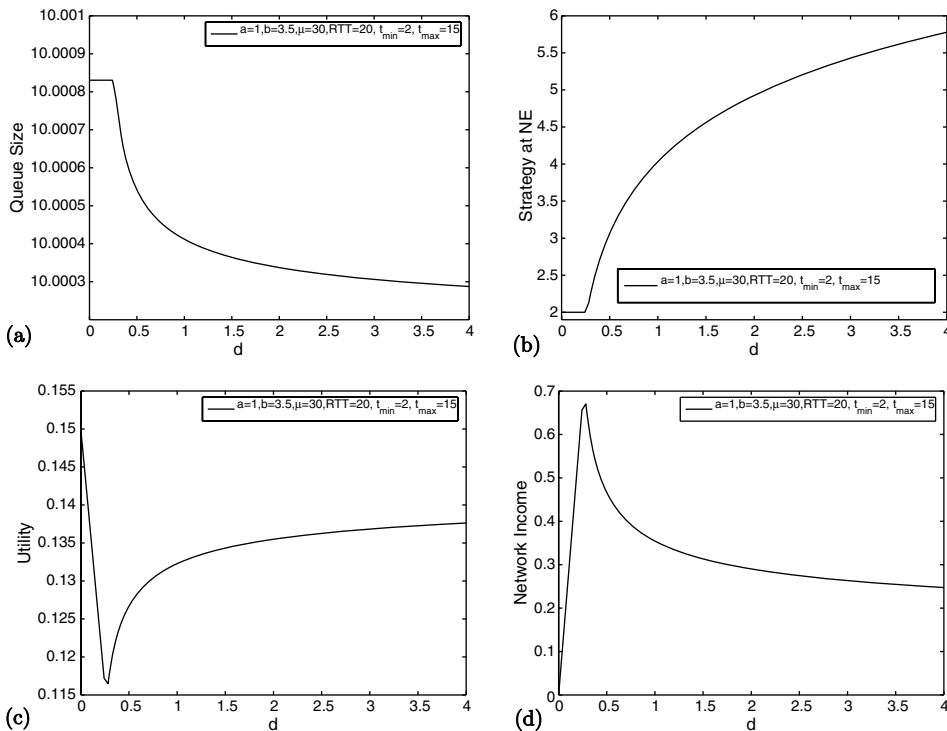 10.001
10.0008
10.0007
10.0006
10.0005
10.0003
Queue Size
0 0.5 1 1.5 2 2.5 3 3.5 4
d
a=1,b=3.5,μ=30,RTT=20, t_min=2, t_max=15
(a)
6
5.5
5
4.5
4
3.5
3
2.5
2
Strategy at NE
0 0.5 1 1.5 2 2.5 3 3.5 4
d
a=1,b=3.5,μ=30,RTT=20, t_min=2, t_max=15
(b)
0.155
0.15
0.145
0.14
0.135
0.13
0.125
0.12
0.115
Utility
0 0.5 1 1.5 2 2.5 3 3.5 4
d
a=1,b=3.5,μ=30,RTT=20, t_min=2, t_max=15
(c)
0.7
0.6
0.5
0.4
0.3
0.2
0.1
0
Network Income
0 0.5 1 1.5 2 2.5 3 3.5 4
d
a=1,b=3.5,μ=30,RTT=20, t_min=2, t_max=15
(d)